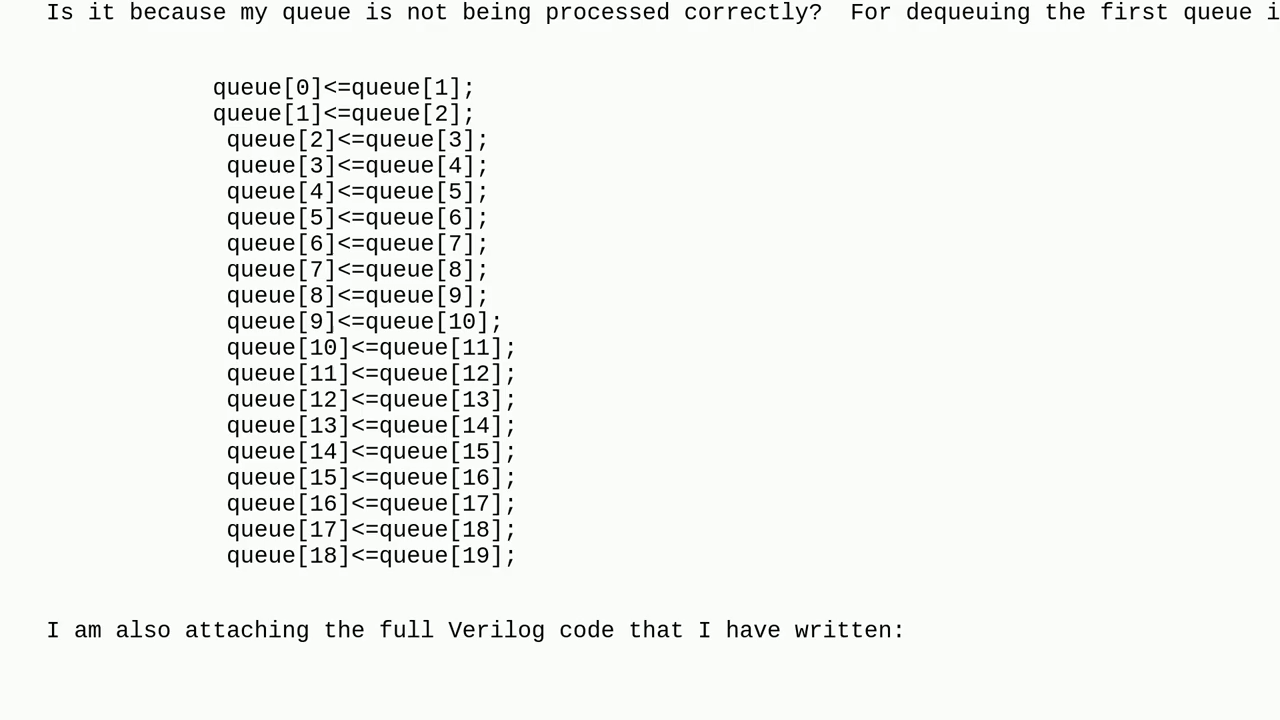 Is it because my queue is not being processed correctly?  For dequeuing the first queue i
queue[0]<=queue[1];
queue[1]<=queue[2];
queue[2]<=queue[3];
queue[3]<=queue[4];
queue[4]<=queue[5];
queue[5]<=queue[6];
queue[6]<=queue[7];
queue[7]<=queue[8];
queue[8]<=queue[9];
queue[9]<=queue[10];
queue[10]<=queue[11];
queue[11]<=queue[12];
queue[12]<=queue[13];
queue[13]<=queue[14];
queue[14]<=queue[15];
queue[15]<=queue[16];
queue[16]<=queue[17];
queue[17]<=queue[18];
queue[18]<=queue[19];
I am also attaching the full Verilog code that I have written: